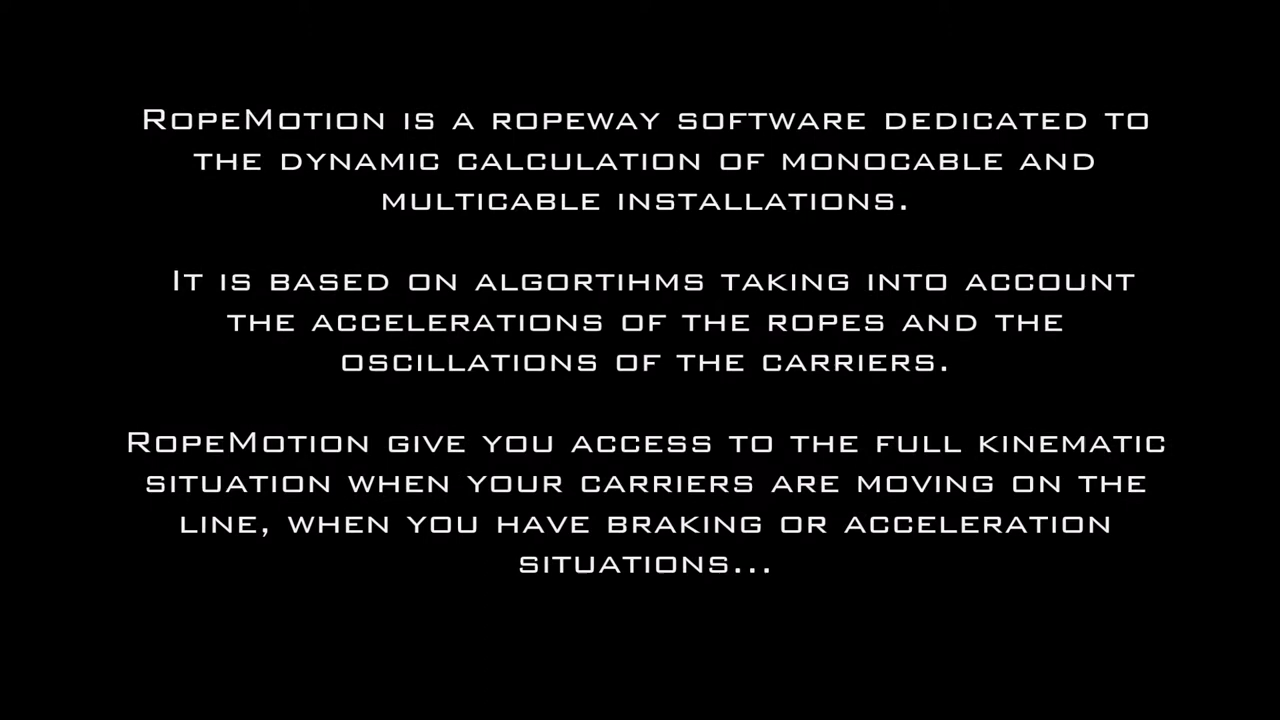 RopeMotion is a ropeway software dedicated to
the dynamic calculation of monocable and
multicable installations.
It is based on algortihms taking into account
the accelerations of the ropes and the
oscillations of the carriers.
RopeMotion give you access to the full kinematic
situation when your carriers are moving on the
line, when you have braking or acceleration
situations...